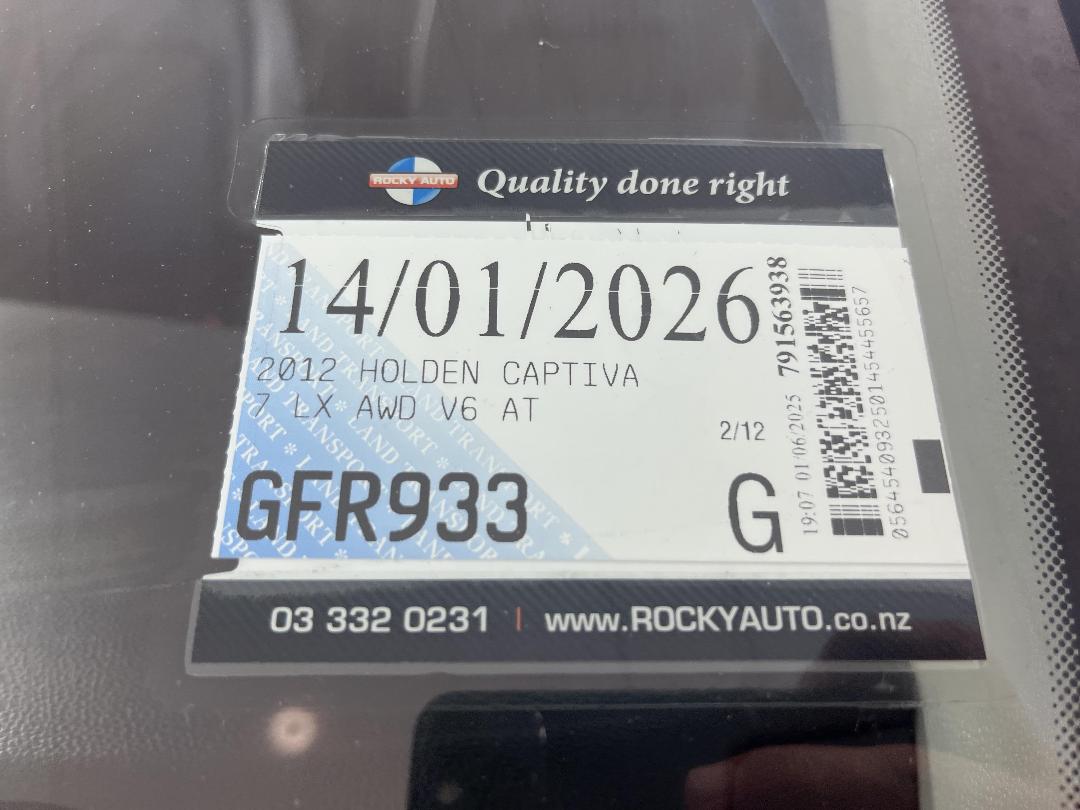 ROCKY AUTO
Quality done right
14/01/2026
2012 HOLDEN CAPTIVA
7 LX AWD V6 AT
2/12
GFR933
G
791563938
19:07 01/06/2025
0564540932501454455657
03 332 0231 | www.ROCKYAUTO.co.nz